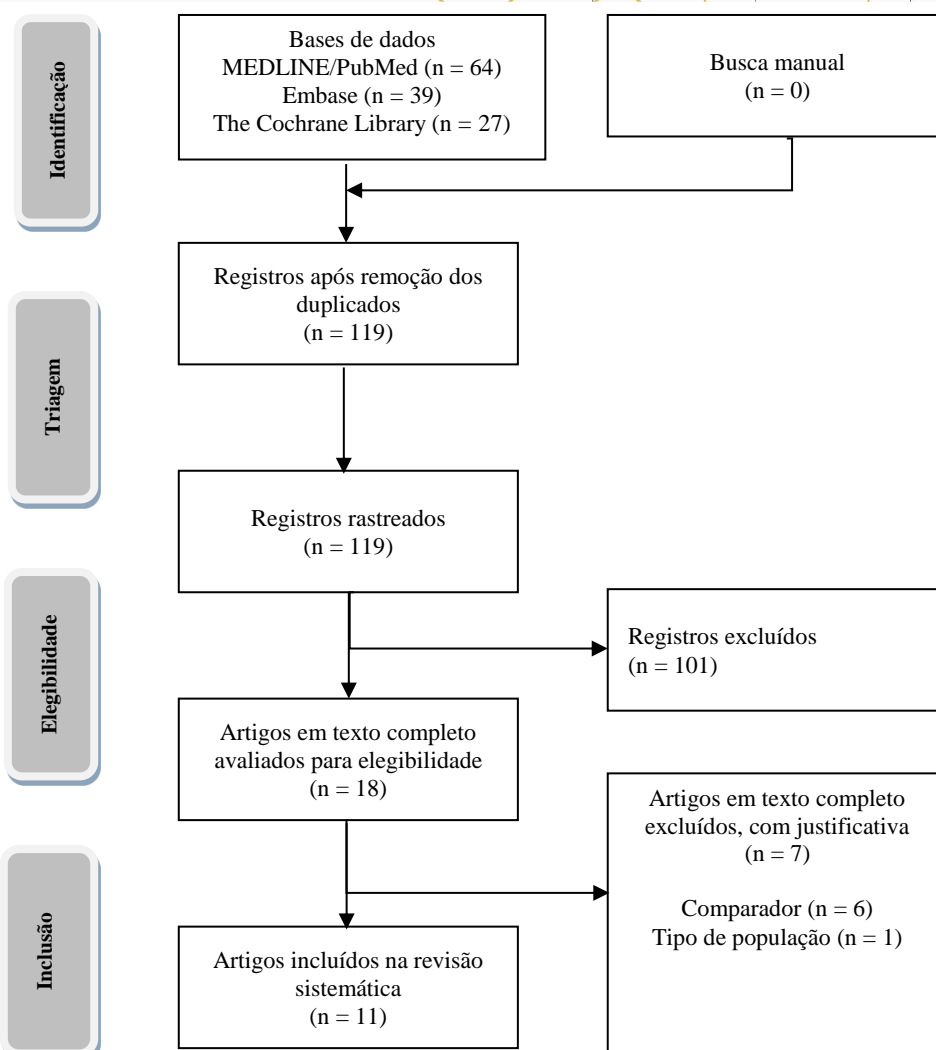 Identificação
Bases de dados
MEDLINE/PubMed (n = 64)
Embase (n = 39)
The Cochrane Library (n = 27)
Busca manual
(n = 0)
Triagem
Registros após remoção dos
duplicados
(n = 119)
Registros rastreados
(n = 119)
Elegibilidade
Registros excluídos
(n = 101)
Artigos em texto completo
avaliados para elegibilidade
(n = 18)
Artigos em texto completo
excluídos, com justificativa
(n = 7)
Comparador (n = 6)
Tipo de população (n = 1)
Inclusão
Artigos incluídos na revisão
sistemática
(n = 11)